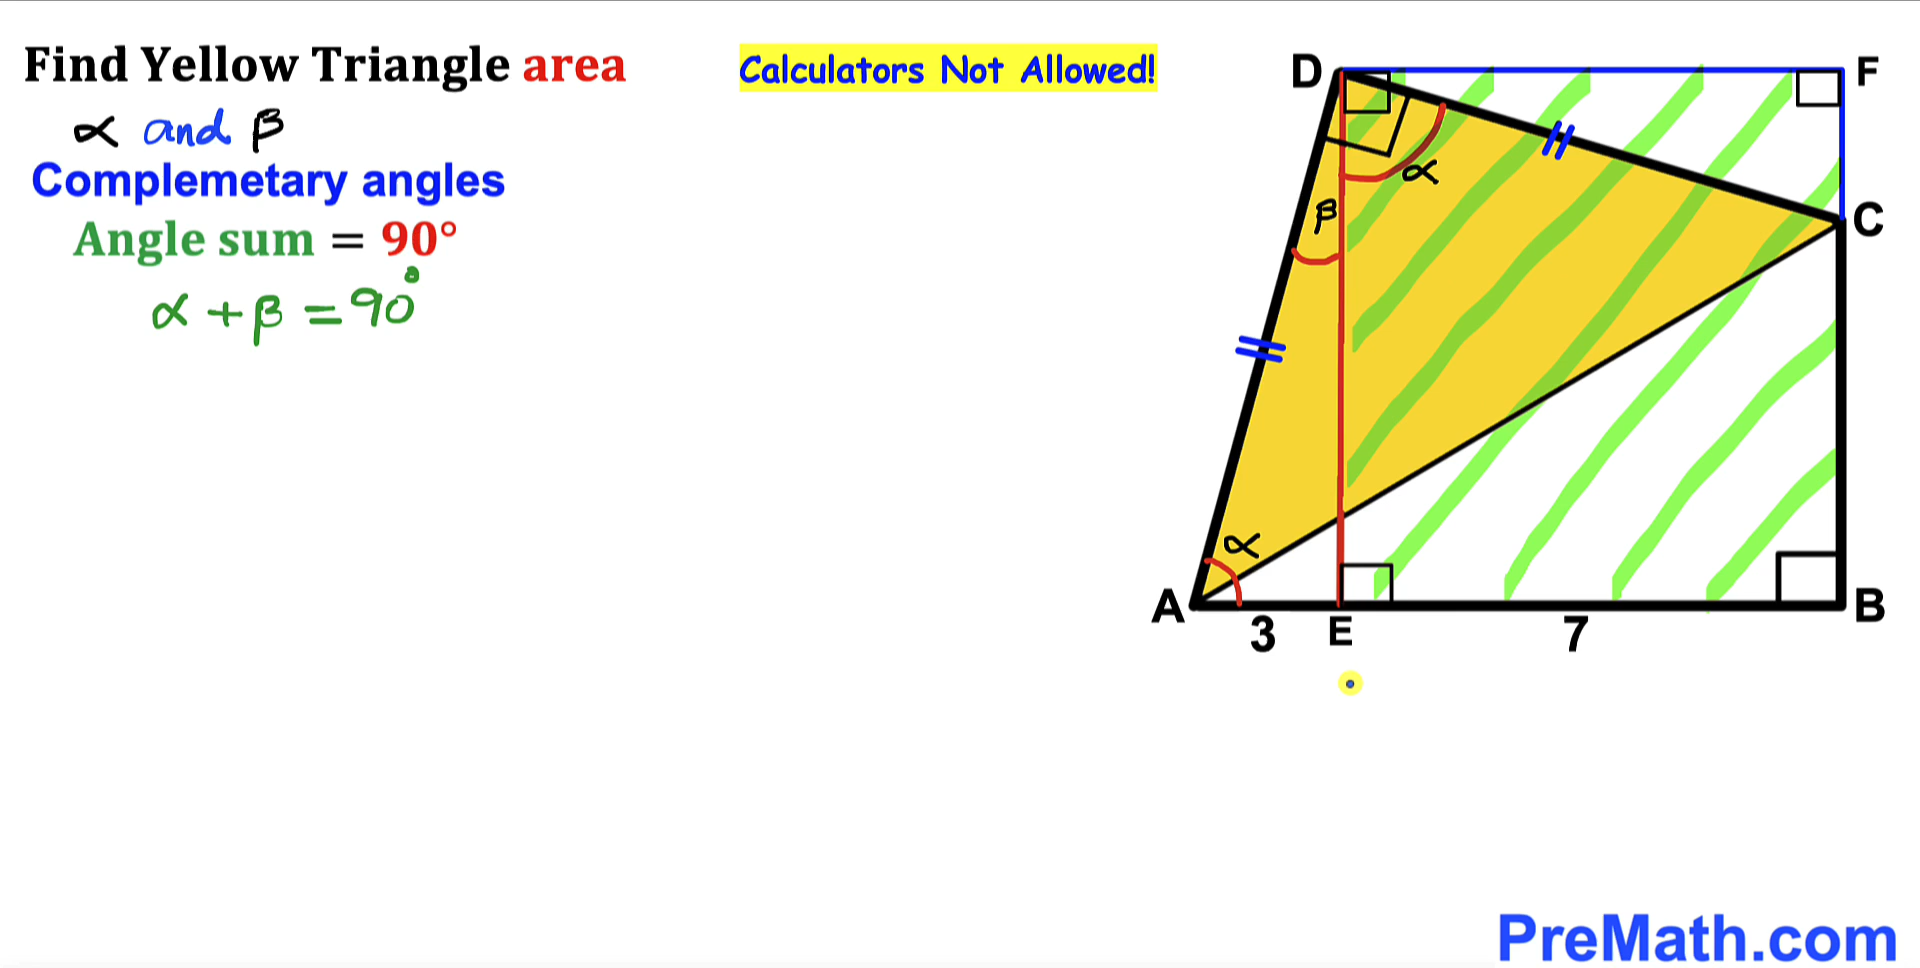 Find Yellow Triangle area
Calculators Not Allowed!
α and β
Complemetary angles
Angle sum = 90°
α + β = 90°
D
F
α
β
C
α
A
3
E
7
B
PreMath.com